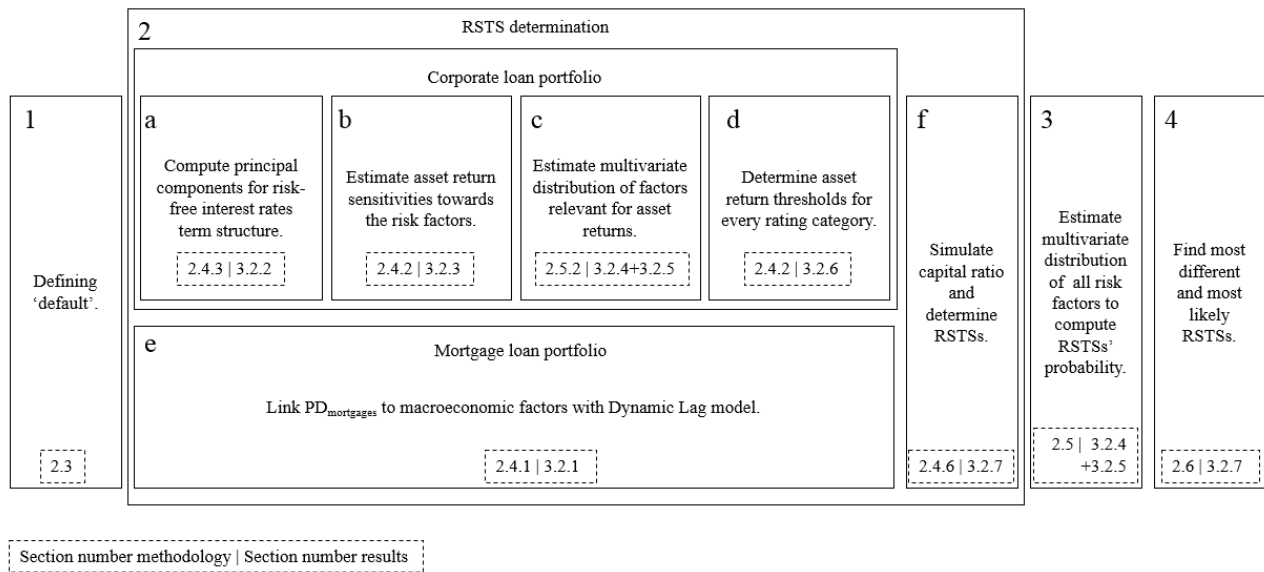 2
RSTS determination
Corporate loan portfolio
1
Defining
‘default’.
2.3
a
Compute principal
components for risk-
free interest rates
term structure.
2.4.3 | 3.2.2
b
Estimate asset return
sensitivities towards
the risk factors.
2.4.2 | 3.2.3
c
Estimate multivariate
distribution of factors
relevant for asset
returns.
2.5.2 | 3.2.4+3.2.5
d
Determine asset
return thresholds for
every rating category.
2.4.2 | 3.2.6
e
Mortgage loan portfolio
Link PDmortgages to macroeconomic factors with Dynamic Lag model.
2.4.1 | 3.2.1
f
Simulate
capital ratio
and
determine
RSTSs.
2.4.6 | 3.2.7
3
Estimate
multivariate
distribution
of all risk
factors to
compute
RSTSs’
probability.
2.5 | 3.2.4
+3.2.5
4
Find most
different
and most
likely
RSTSs.
2.6 | 3.2.7
Section number methodology | Section number results